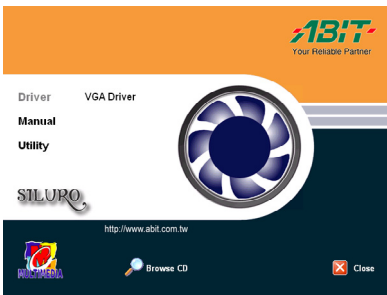 ABIT
Your Reliable Partner
Driver
VGA Driver
Manual
Utility
SILURO
http://www.abit.com.tw
MULTIMEDIA
Browse CD
Close